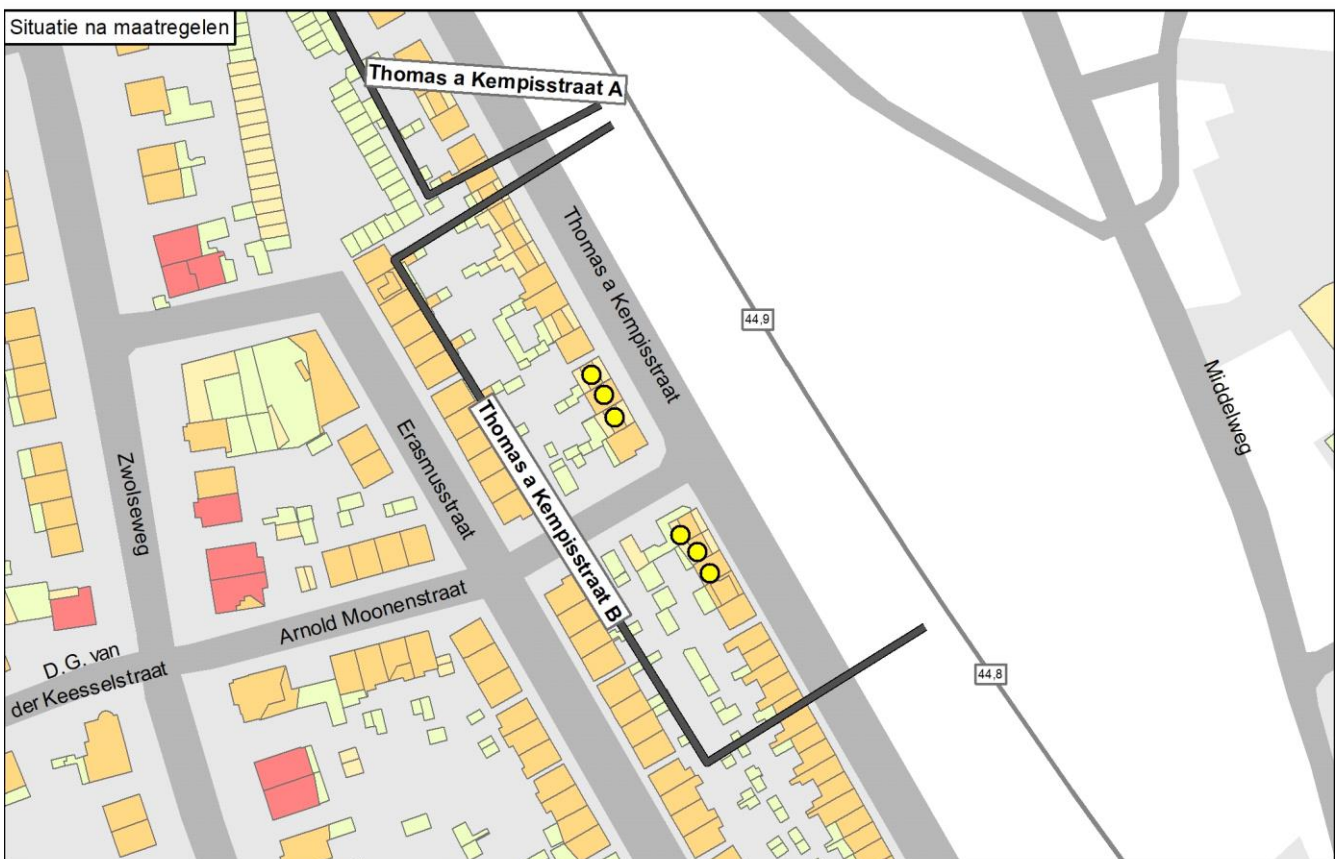 Situatie na maatregelen
Thomas a Kempisstraat A
Thomas a Kempisstraat
44,9
Middelweg
Thomas a Kempisstraat B
Erasmusstraat
Zwolseweg
Arnold Moonenstraat
D.G. van
der Keesselstraat
44,8